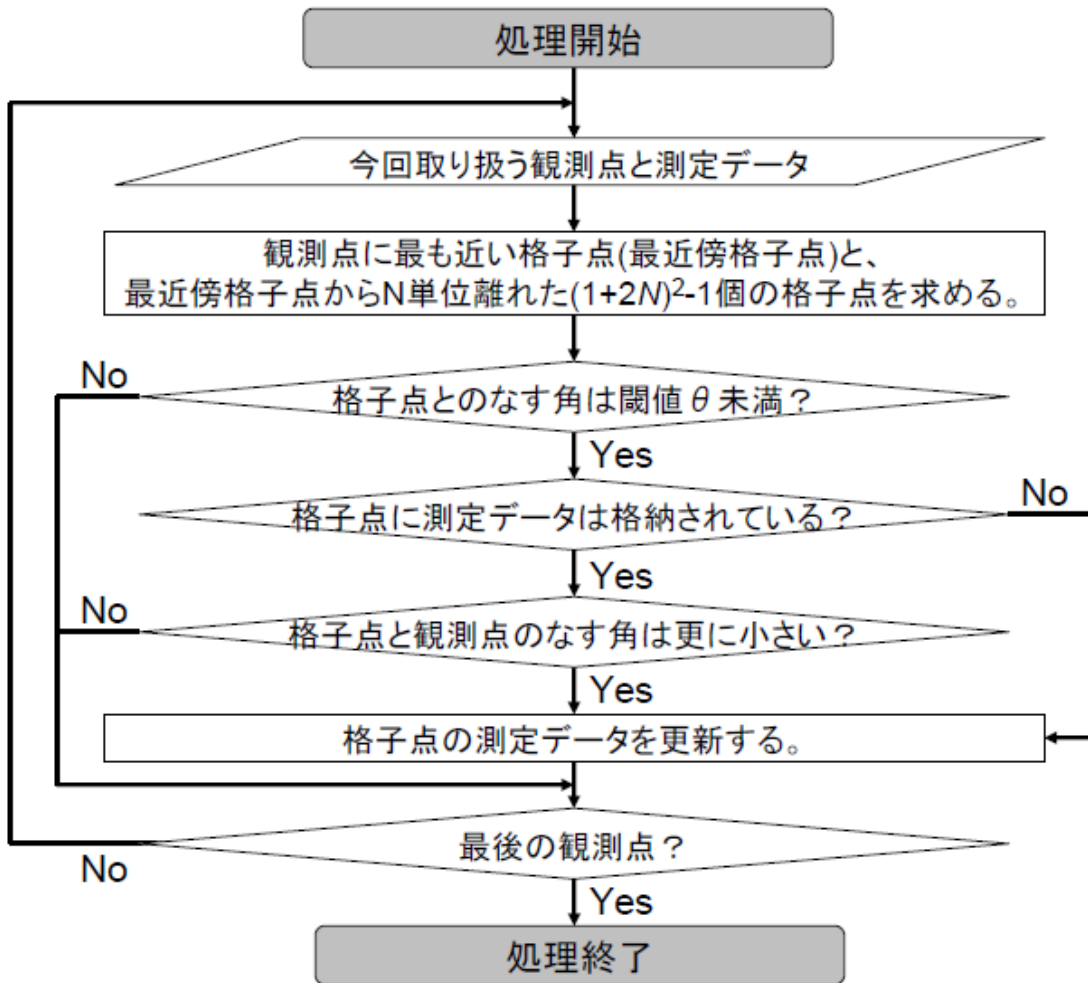 処理開始
今回取り扱う観測点と測定データ
観測点に最も近い格子点(最近傍格子点)と、
最近傍格子点からN単位離れた(1+2N)²-1個の格子点を求める。
No
格子点とのなす角は閾値θ未満？
Yes
格子点に測定データは格納されている？
No
Yes
No
格子点と観測点のなす角は更に小さい？
Yes
格子点の測定データを更新する。
最後の観測点？
No
Yes
処理終了